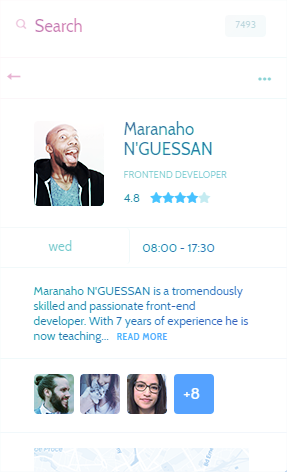 Search
7493
Maranaho
N'GUESSAN
FRONTEND DEVELOPER
4.8
wed
08:00 - 17:30
Maranaho N'GUESSAN is a tromendously
skilled and passionate front-end
developer. With 7 years of experience he is
now teaching... READ MORE
+8